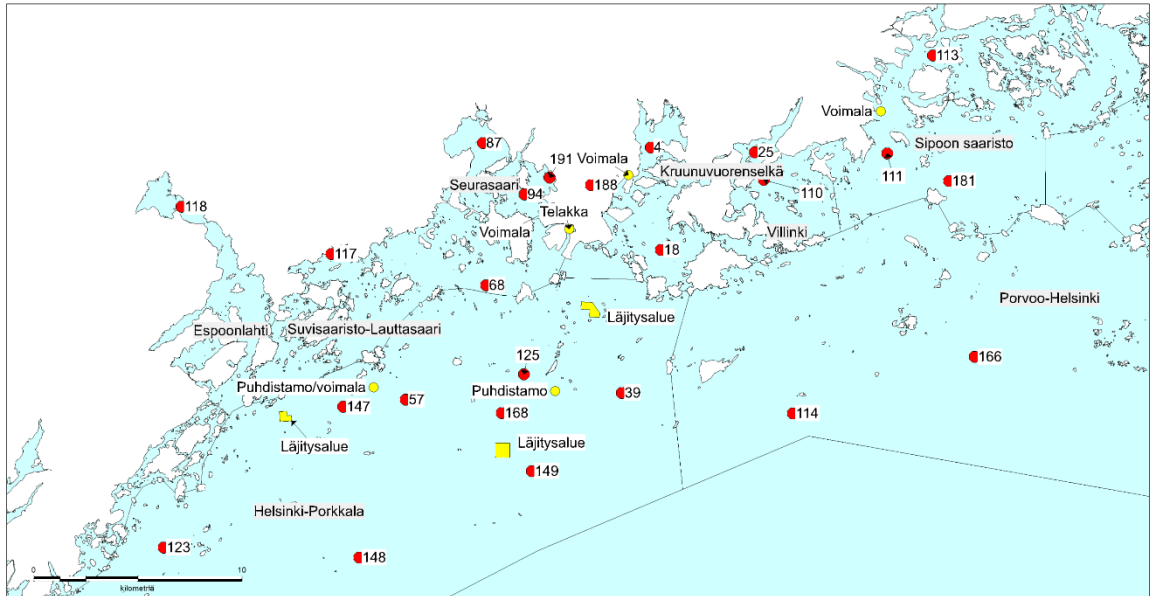 113
Voimala
87
4
25
Sipoon saaristo
191 Voimala
111
Kruunuvuorenselkä
Seurasaari
94
188
110
181
118
Telakka
Voimala
Villinki
117
18
68
Porvoo-Helsinki
Läjitysalue
Espoonlahti
Suvisaaristo-Lauttasaari
125
166
Puhdistamo/voimala
Puhdistamo
39
57
147
168
114
Läjitysalue
Läjitysalue
149
Helsinki-Porkkala
123
148
0 10
kilometriä